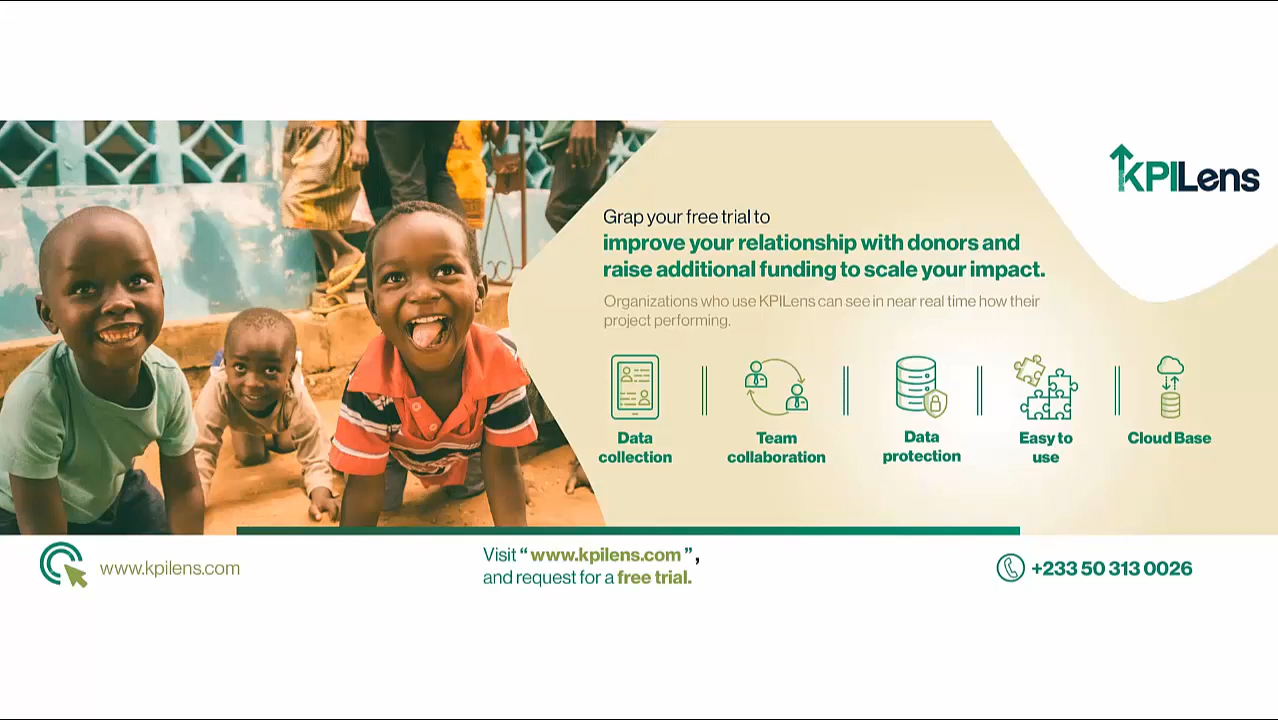 KPILens
Grap your free trial to
improve your relationship with donors and
raise additional funding to scale your impact.
Organizations who use KPILens can see in near real time how their
project performing.
Data
collection
Team
collaboration
Data
protection
Easy to
use
Cloud Base
www.kpilens.com
Visit “ www.kpilens.com ” ,
and request for a free trial.
+233 50 313 0026